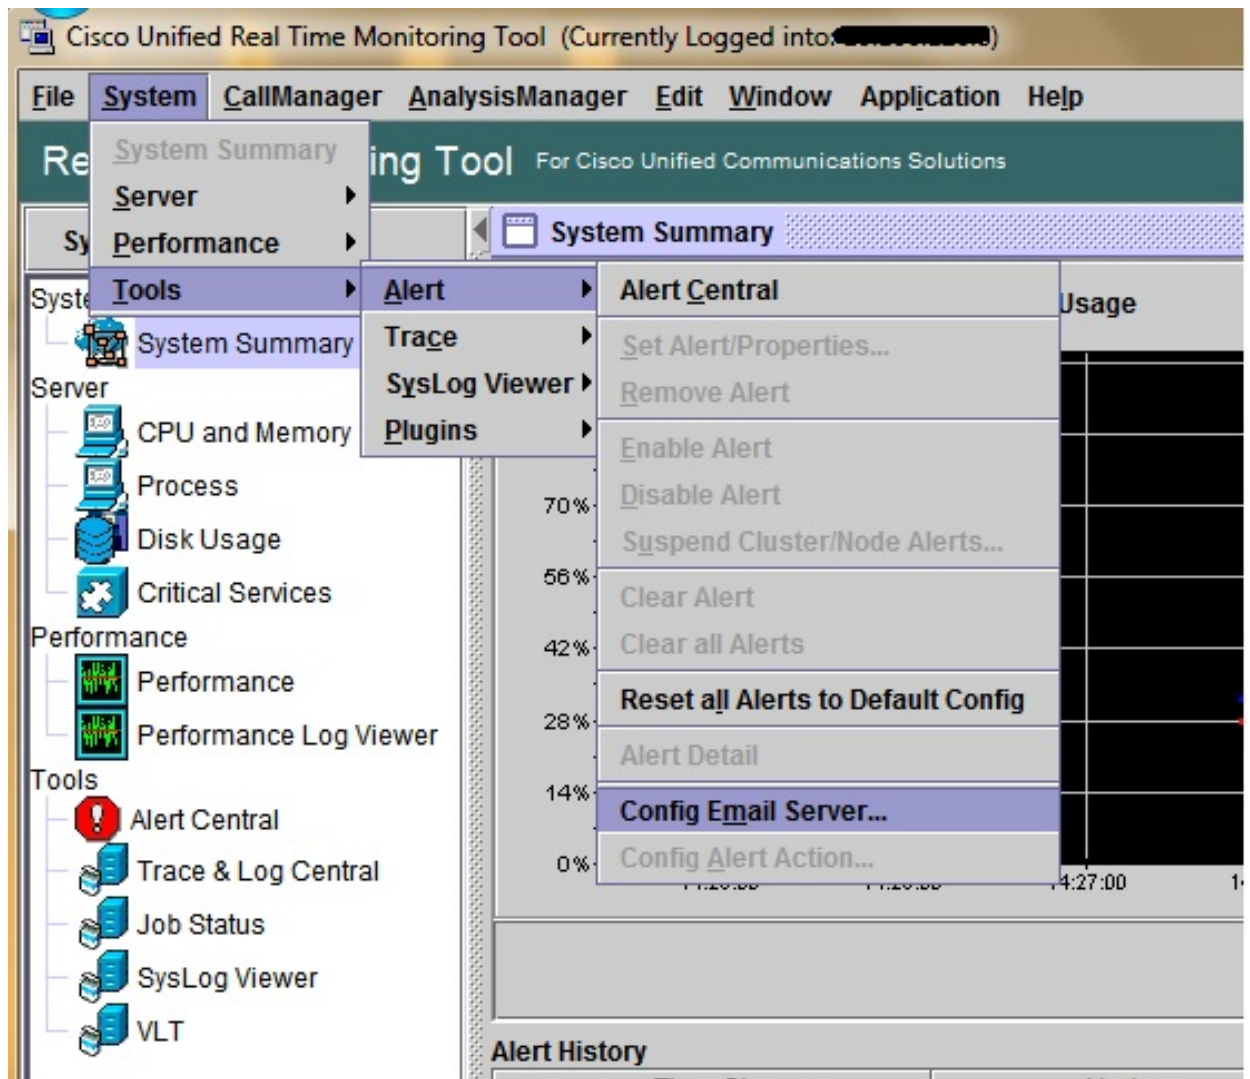 Cisco Unified Real Time Monitoring Tool (Currently Logged into:
File System CallManager AnalysisManager Edit Window Application Help
ing Tool For Cisco Unified Communications Solutions
System Summary
Server
Performance
Tools
Alert
Trace
SysLog Viewer
Plugins
Alert Central
Set Alert/Properties...
Remove Alert
Enable Alert
Disable Alert
Suspend Cluster/Node Alerts...
Clear Alert
Clear all Alerts
Reset all Alerts to Default Config
Alert Detail
Config Email Server...
Config Alert Action...
System Summary
Usage
System Summary
Server
CPU and Memory
Process
Disk Usage
Critical Services
Performance
Performance
Performance Log Viewer
Tools
Alert Central
Trace & Log Central
Job Status
SysLog Viewer
VLT
70%
56%
42%
28%
14%
0%
14:27:00
Alert History